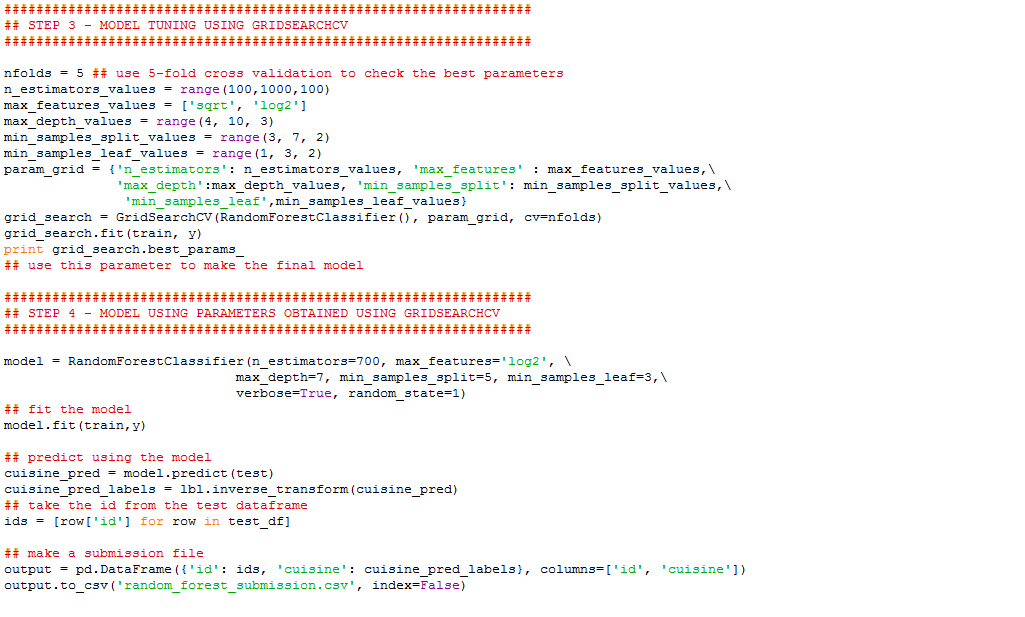 ##################################################################
## STEP 3 - MODEL TUNING USING GRIDSEARCHCV
##################################################################
nfolds = 5 ## use 5-fold cross validation to check the best parameters
n_estimators_values = range(100,1000,100)
max_features_values = ['sqrt', 'log2']
max_depth_values = range(4, 10, 3)
min_samples_split_values = range(3, 7, 2)
min_samples_leaf_values = range(1, 3, 2)
param_grid = {'n_estimators': n_estimators_values, 'max_features' : max_features_values,\
              'max_depth':max_depth_values, 'min_samples_split': min_samples_split_values,\
               'min_samples_leaf',min_samples_leaf_values}
grid_search = GridSearchCV(RandomForestClassifier(), param_grid, cv=nfolds)
grid_search.fit(train, y)
print grid_search.best_params_
## use this parameter to make the final model
##################################################################
## STEP 4 - MODEL USING PARAMETERS OBTAINED USING GRIDSEARCHCV
##################################################################
model = RandomForestClassifier(n_estimators=700, max_features='log2', \
                             max_depth=7, min_samples_split=5, min_samples_leaf=3,\
                             verbose=True, random_state=1)
## fit the model
model.fit(train,y)
## predict using the model
cuisine_pred = model.predict(test)
cuisine_pred_labels = lbl.inverse_transform(cuisine_pred)
## take the id from the test dataframe
ids = [row['id'] for row in test_df]
## make a submission file
output = pd.DataFrame({'id': ids, 'cuisine': cuisine_pred_labels}, columns=['id', 'cuisine'])
output.to_csv('random_forest_submission.csv', index=False)